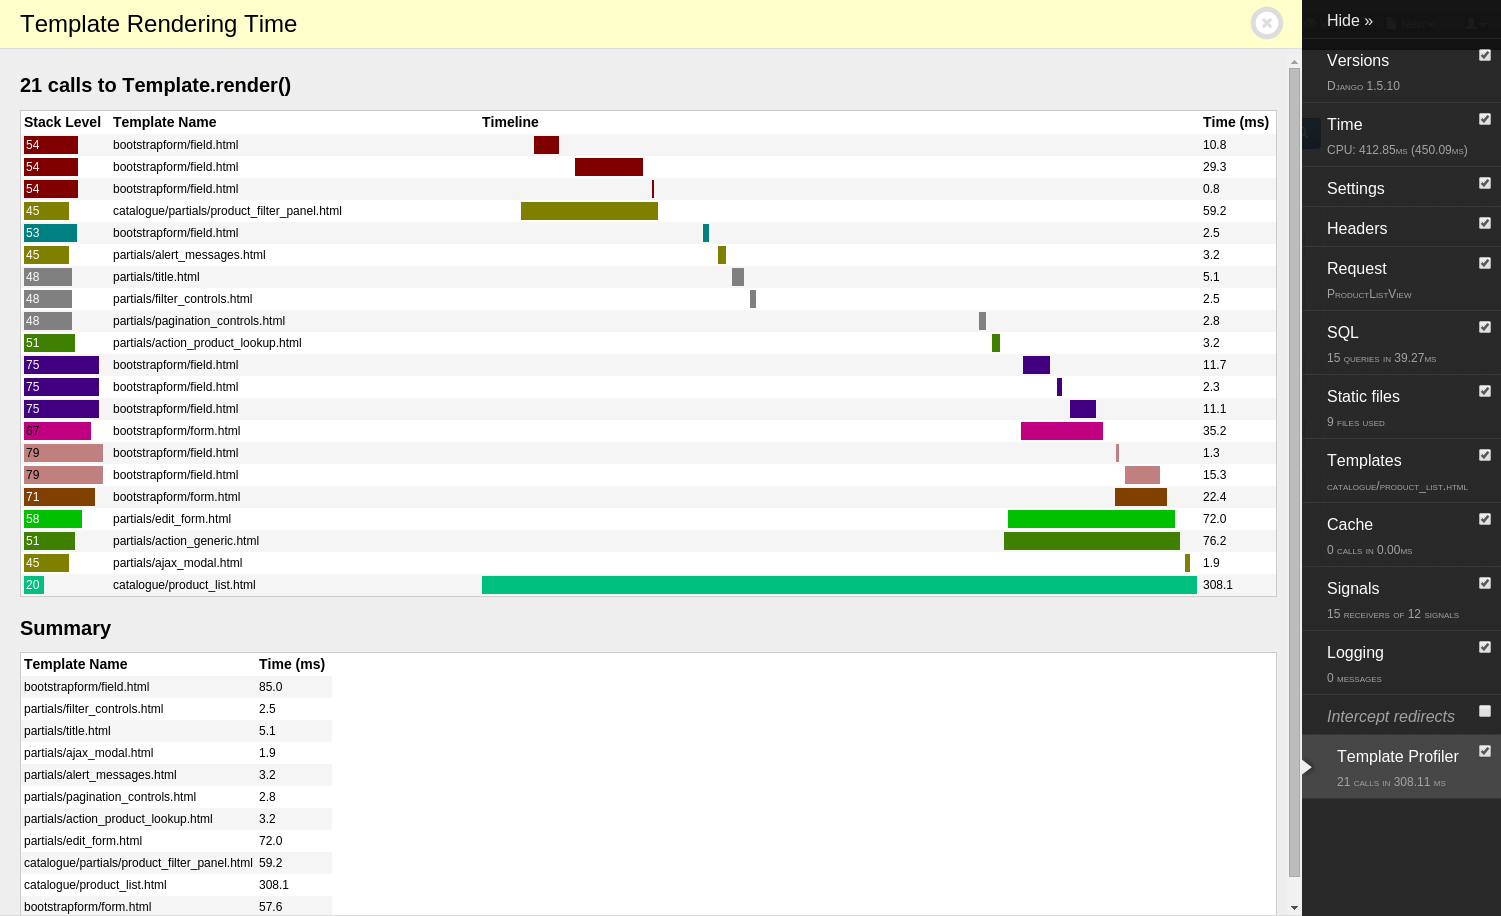 Template Rendering Time
21 calls to Template.render()
Stack Level Template Name Timeline Time (ms)
54 bootstrapform/field.html 10.8
54 bootstrapform/field.html 29.3
54 bootstrapform/field.html 0.8
45 catalogue/partials/product_filter_panel.html 59.2
53 bootstrapform/field.html 2.5
45 partials/alert_messages.html 3.2
48 partials/title.html 5.1
48 partials/filter_controls.html 2.5
48 partials/pagination_controls.html 2.8
51 partials/action_product_lookup.html 3.2
75 bootstrapform/field.html 11.7
75 bootstrapform/field.html 2.3
75 bootstrapform/field.html 11.1
67 bootstrapform/form.html 35.2
79 bootstrapform/field.html 1.3
79 bootstrapform/field.html 15.3
71 bootstrapform/form.html 22.4
58 partials/edit_form.html 72.0
51 partials/action_generic.html 76.2
45 partials/ajax_modal.html 1.9
20 catalogue/product_list.html 308.1
Summary
Template Name Time (ms)
bootstrapform/field.html 85.0
partials/filter_controls.html 2.5
partials/title.html 5.1
partials/ajax_modal.html 1.9
partials/alert_messages.html 3.2
partials/pagination_controls.html 2.8
partials/action_product_lookup.html 3.2
partials/edit_form.html 72.0
catalogue/partials/product_filter_panel.html 59.2
catalogue/product_list.html 308.1
bootstrapform/form.html 57.6
Hide »
Versions
Django 1.5.10
Time
CPU: 412.85ms (450.09ms)
Settings
Headers
Request
ProductListView
SQL
15 queries in 39.27ms
Static files
9 files used
Templates
catalogue/product_list.html
Cache
0 calls in 0.00ms
Signals
15 receivers of 12 signals
Logging
0 messages
Intercept redirects
Template Profiler
21 calls in 308.11 ms